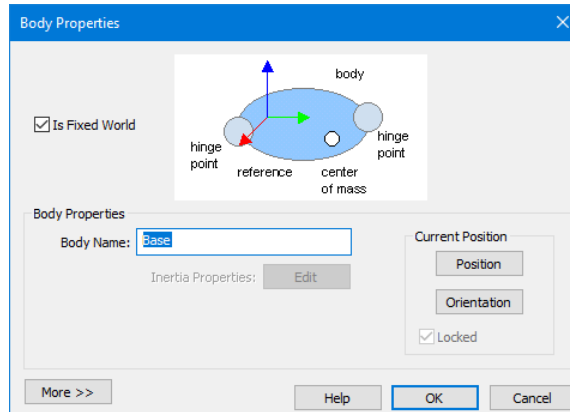 Body Properties
Is Fixed World
body
hinge
point
reference
center
of mass
hinge
point
Body Properties
Body Name: Base
Inertia Properties: Edit
Current Position
Position
Orientation
Locked
More >>
Help OK Cancel